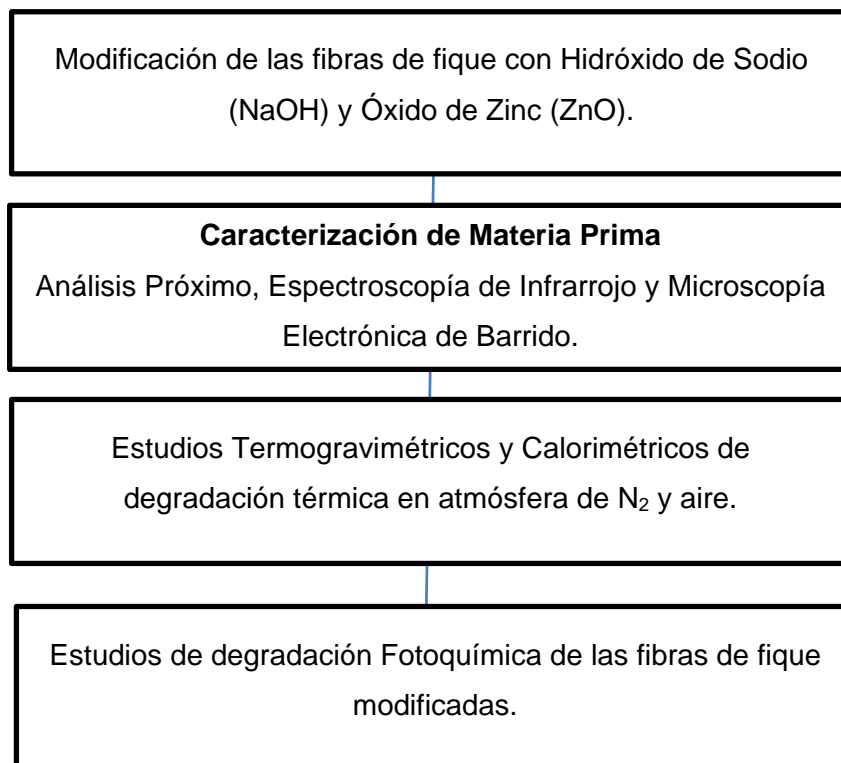 Modificación de las fibras de fique con Hidróxido de Sodio
(NaOH) y Óxido de Zinc (ZnO).
Caracterización de Materia Prima
Análisis Próximo, Espectroscopía de Infrarrojo y Microscopía
Electrónica de Barrido.
Estudios Termogravimétricos y Calorimétricos de
degradación térmica en atmósfera de N₂ y aire.
Estudios de degradación Fotoquímica de las fibras de fique
modificadas.